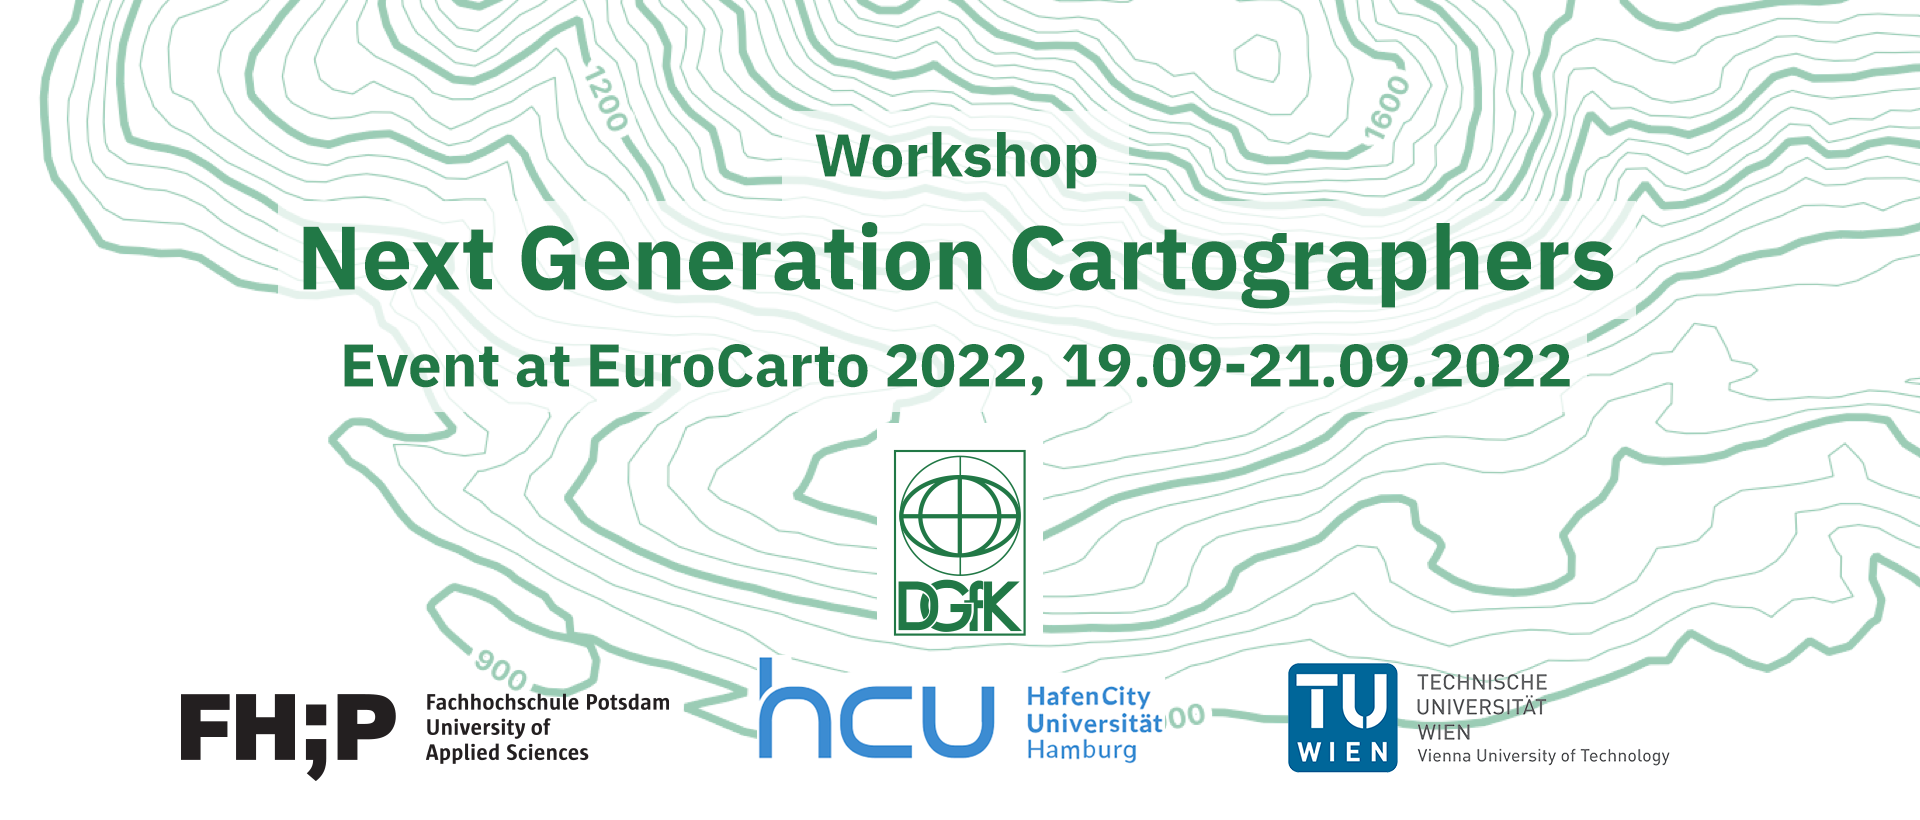 1200
1600
Workshop
Next Generation Cartographers
Event at EuroCarto 2022, 19.09-21.09.2022
DGfK
900
FH;P
Fachhochschule Potsdam
University of
Applied Sciences
hcu
HafenCity
Universität
Hamburg
00
TU
WIEN
TECHNISCHE
UNIVERSITÄT
WIEN
Vienna University of Technology